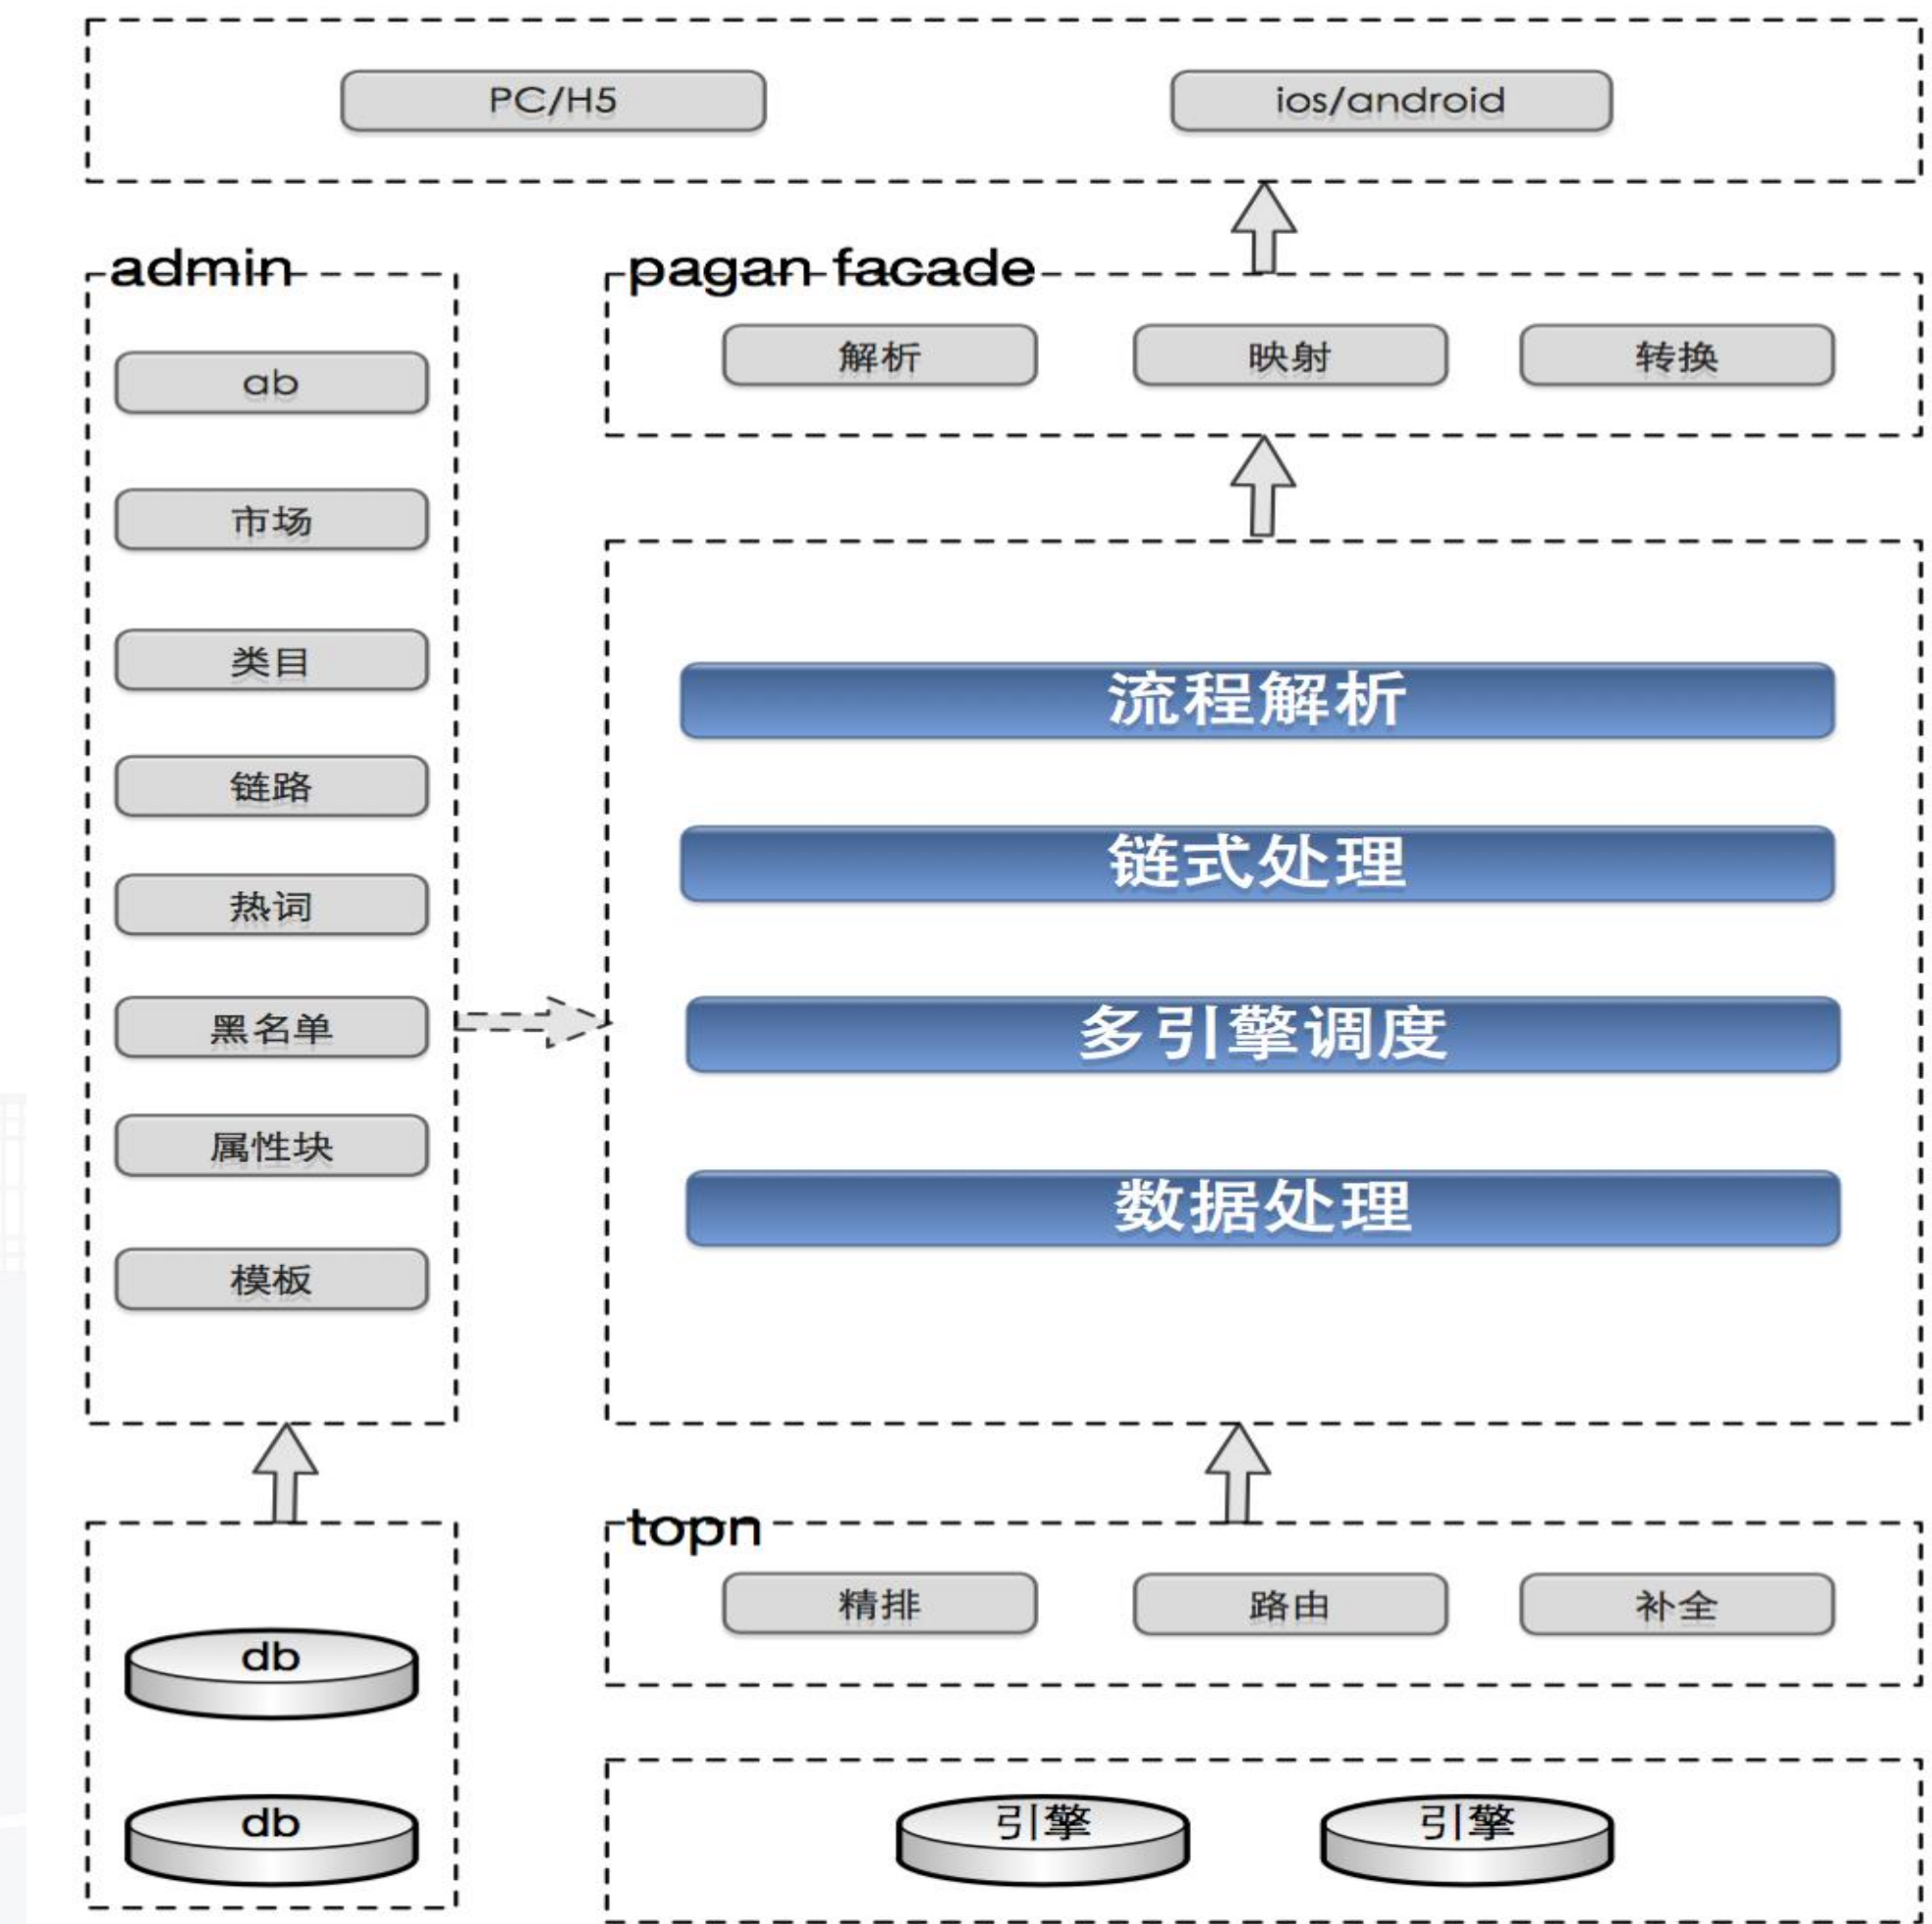 PC/H5
ios/android
admin
ab
市场
类目
链路
热词
黑名单
属性块
模板
pagan facade
解析
映射
转换
流程解析
链式处理
多引擎调度
数据处理
db
db
topn
精排
路由
补全
引擎
引擎